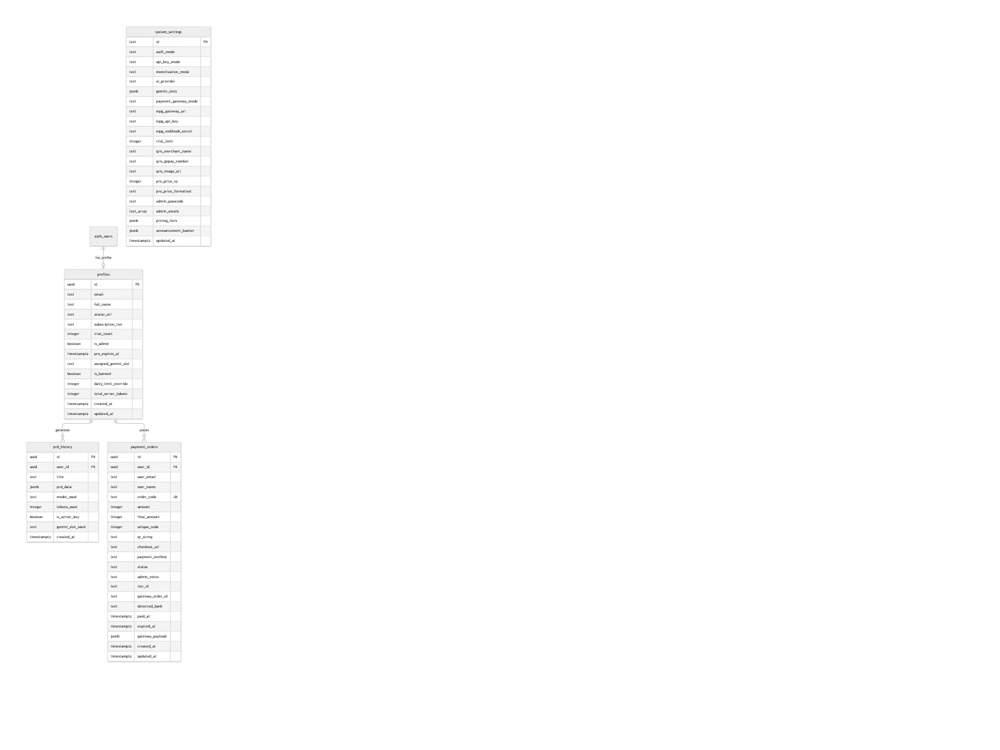 system_settings
text id PK
text auth_mode
text api_key_mode
text monetization_mode
text ai_provider
jsonb gemini_slots
text payment_gateway_mode
text mpg_gateway_url
text mpg_api_key
text mpg_webhook_secret
integer trial_limit
text qris_merchant_name
text qris_gopay_number
text qris_image_url
integer pro_price_rp
text pro_price_formatted
text admin_passcode
text_array admin_emails
jsonb pricing_tiers
jsonb announcement_banner
timestamptz updated_at
auth_users
has_profile
profiles
uuid id PK
text email
text full_name
text avatar_url
text subscription_tier
integer trial_count
boolean is_admin
timestamptz pro_expires_at
text assigned_gemini_slot
boolean is_banned
integer daily_limit_override
integer total_server_tokens
timestamptz created_at
timestamptz updated_at
generates
places
prd_history
uuid id PK
uuid user_id FK
text title
jsonb prd_data
text model_used
integer tokens_used
boolean is_server_key
text gemini_slot_used
timestamptz created_at
payment_orders
uuid id PK
uuid user_id FK
text user_email
text user_name
text order_code UK
integer amount
integer final_amount
integer unique_code
text qr_string
text checkout_url
text payment_method
text status
text admin_notes
text tier_id
text gateway_order_id
text detected_bank
timestamptz paid_at
timestamptz expired_at
jsonb gateway_payload
timestamptz created_at
timestamptz updated_at